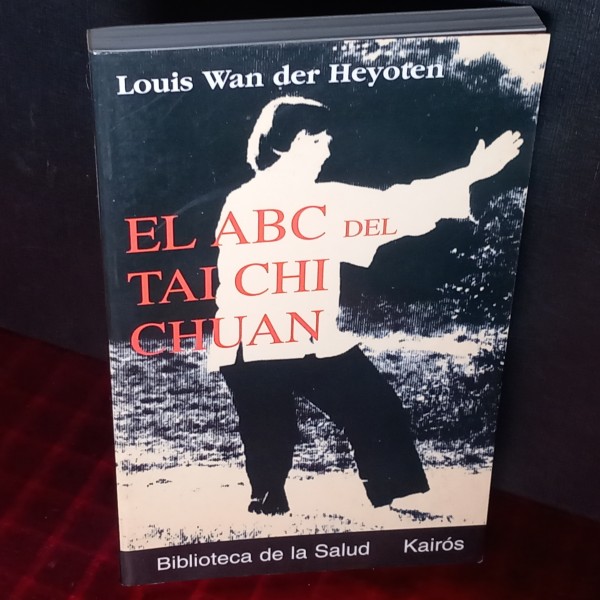 Louis Wan der Heyoten
EL ABC DEL
TAI CHI
CHUAN
Biblioteca de la Salud Kairós